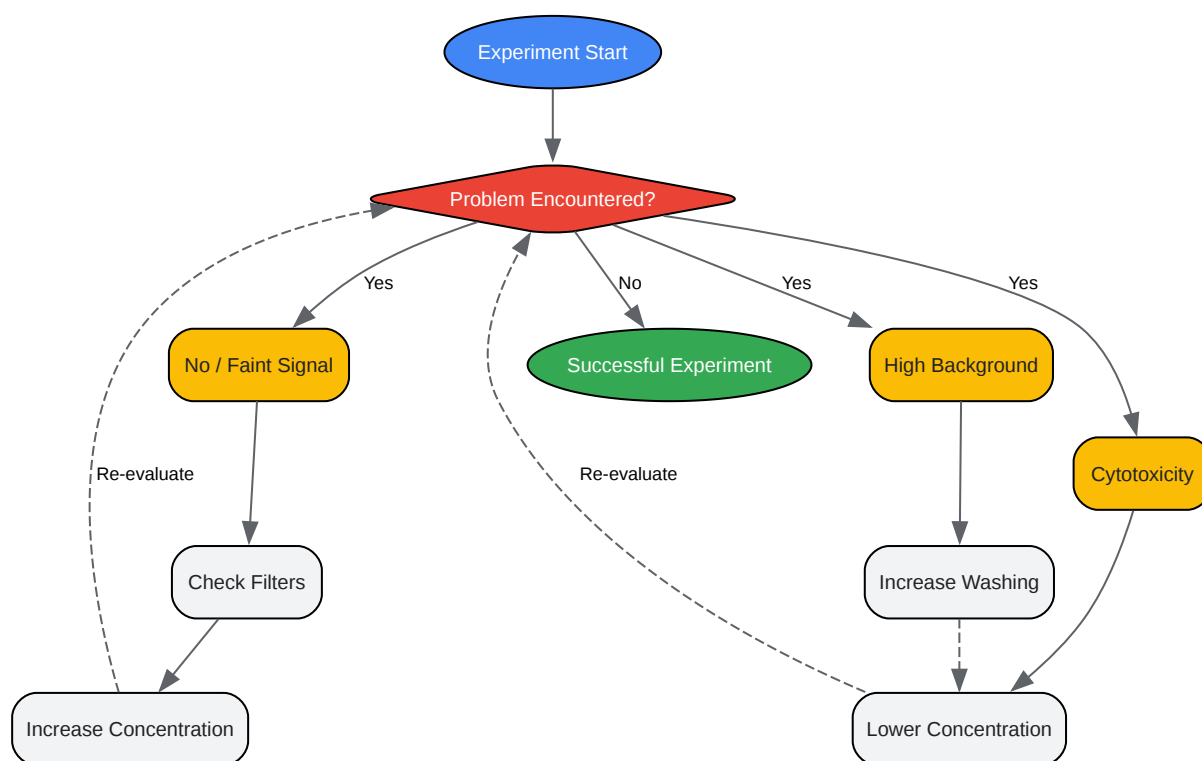 Experiment Start
Problem Encountered?
Yes
No
Yes
Yes
No / Faint Signal
Successful Experiment
High Background
Re-evaluate
Re-evaluate
Cytotoxicity
Check Filters
Increase Washing
Increase Concentration
Lower Concentration